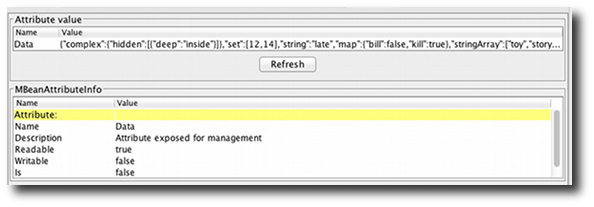 Attribute value
Name Value
Data {"complex":{"hidden":[{"deep":"inside"}]},"set":[12,14],"string":"late","map":{"bill":false,"kill":true},"stringArray":["toy","story...
Refresh
MBeanAttributeInfo
Name Value
Attribute:
Name Data
Description Attribute exposed for management
Readable true
Writable false
Is false